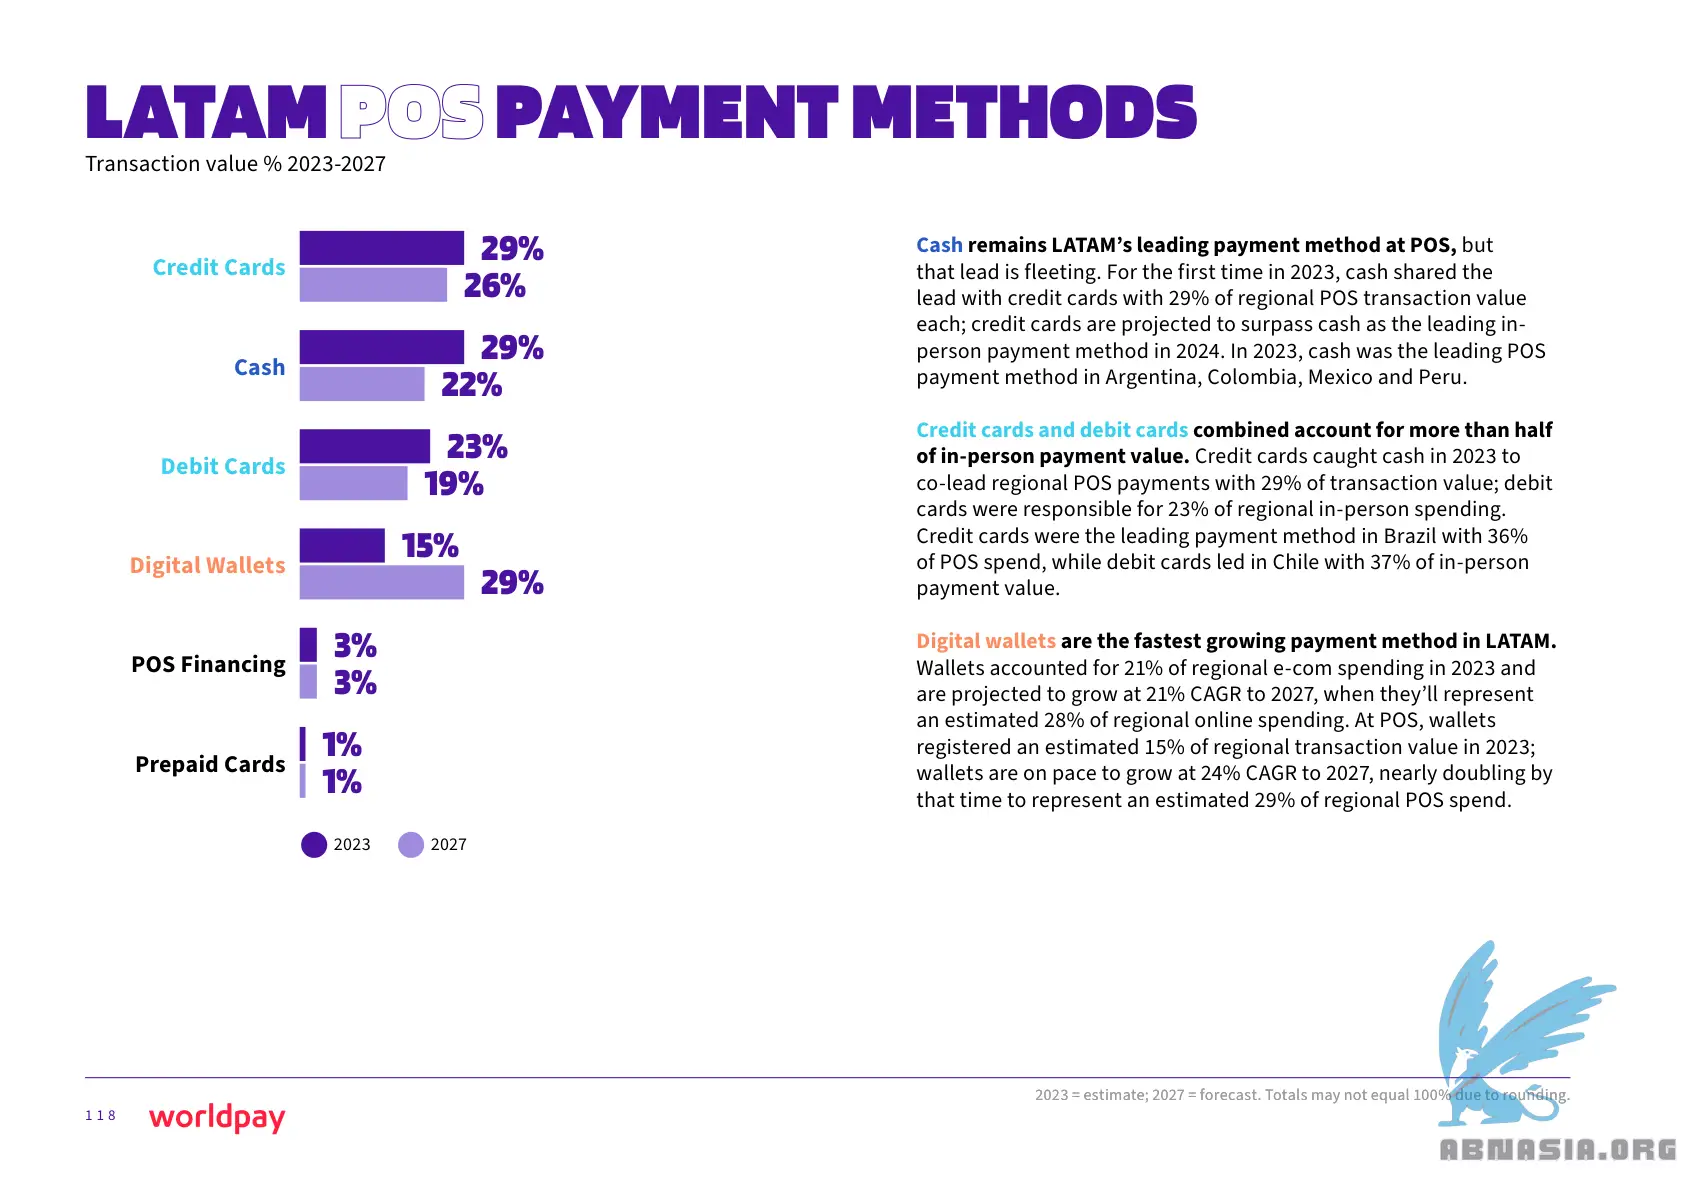 LATAM POS PAYMENT METHODS
Transaction value % 2023-2027
Credit Cards
29%
26%
Cash
29%
22%
Debit Cards
23%
19%
Digital Wallets
15%
29%
POS Financing
3%
3%
Prepaid Cards
1%
1%
2023
2027
Cash remains LATAM’s leading payment method at POS, but
that lead is fleeting. For the first time in 2023, cash shared the
lead with credit cards with 29% of regional POS transaction value
each; credit cards are projected to surpass cash as the leading in-
person payment method in 2024. In 2023, cash was the leading POS
payment method in Argentina, Colombia, Mexico and Peru.
Credit cards and debit cards combined account for more than half
of in-person payment value. Credit cards caught cash in 2023 to
co-lead regional POS payments with 29% of transaction value; debit
cards were responsible for 23% of regional in-person spending.
Credit cards were the leading payment method in Brazil with 36%
of POS spend, while debit cards led in Chile with 37% of in-person
payment value.
Digital wallets are the fastest growing payment method in LATAM.
Wallets accounted for 21% of regional e-com spending in 2023 and
are projected to grow at 21% CAGR to 2027, when they’ll represent
an estimated 28% of regional online spending. At POS, wallets
registered an estimated 15% of regional transaction value in 2023;
wallets are on pace to grow at 24% CAGR to 2027, nearly doubling by
that time to represent an estimated 29% of regional POS spend.
2023 = estimate; 2027 = forecast. Totals may not equal 100% due to rounding.
118
worldpay
ABNASIA.ORG